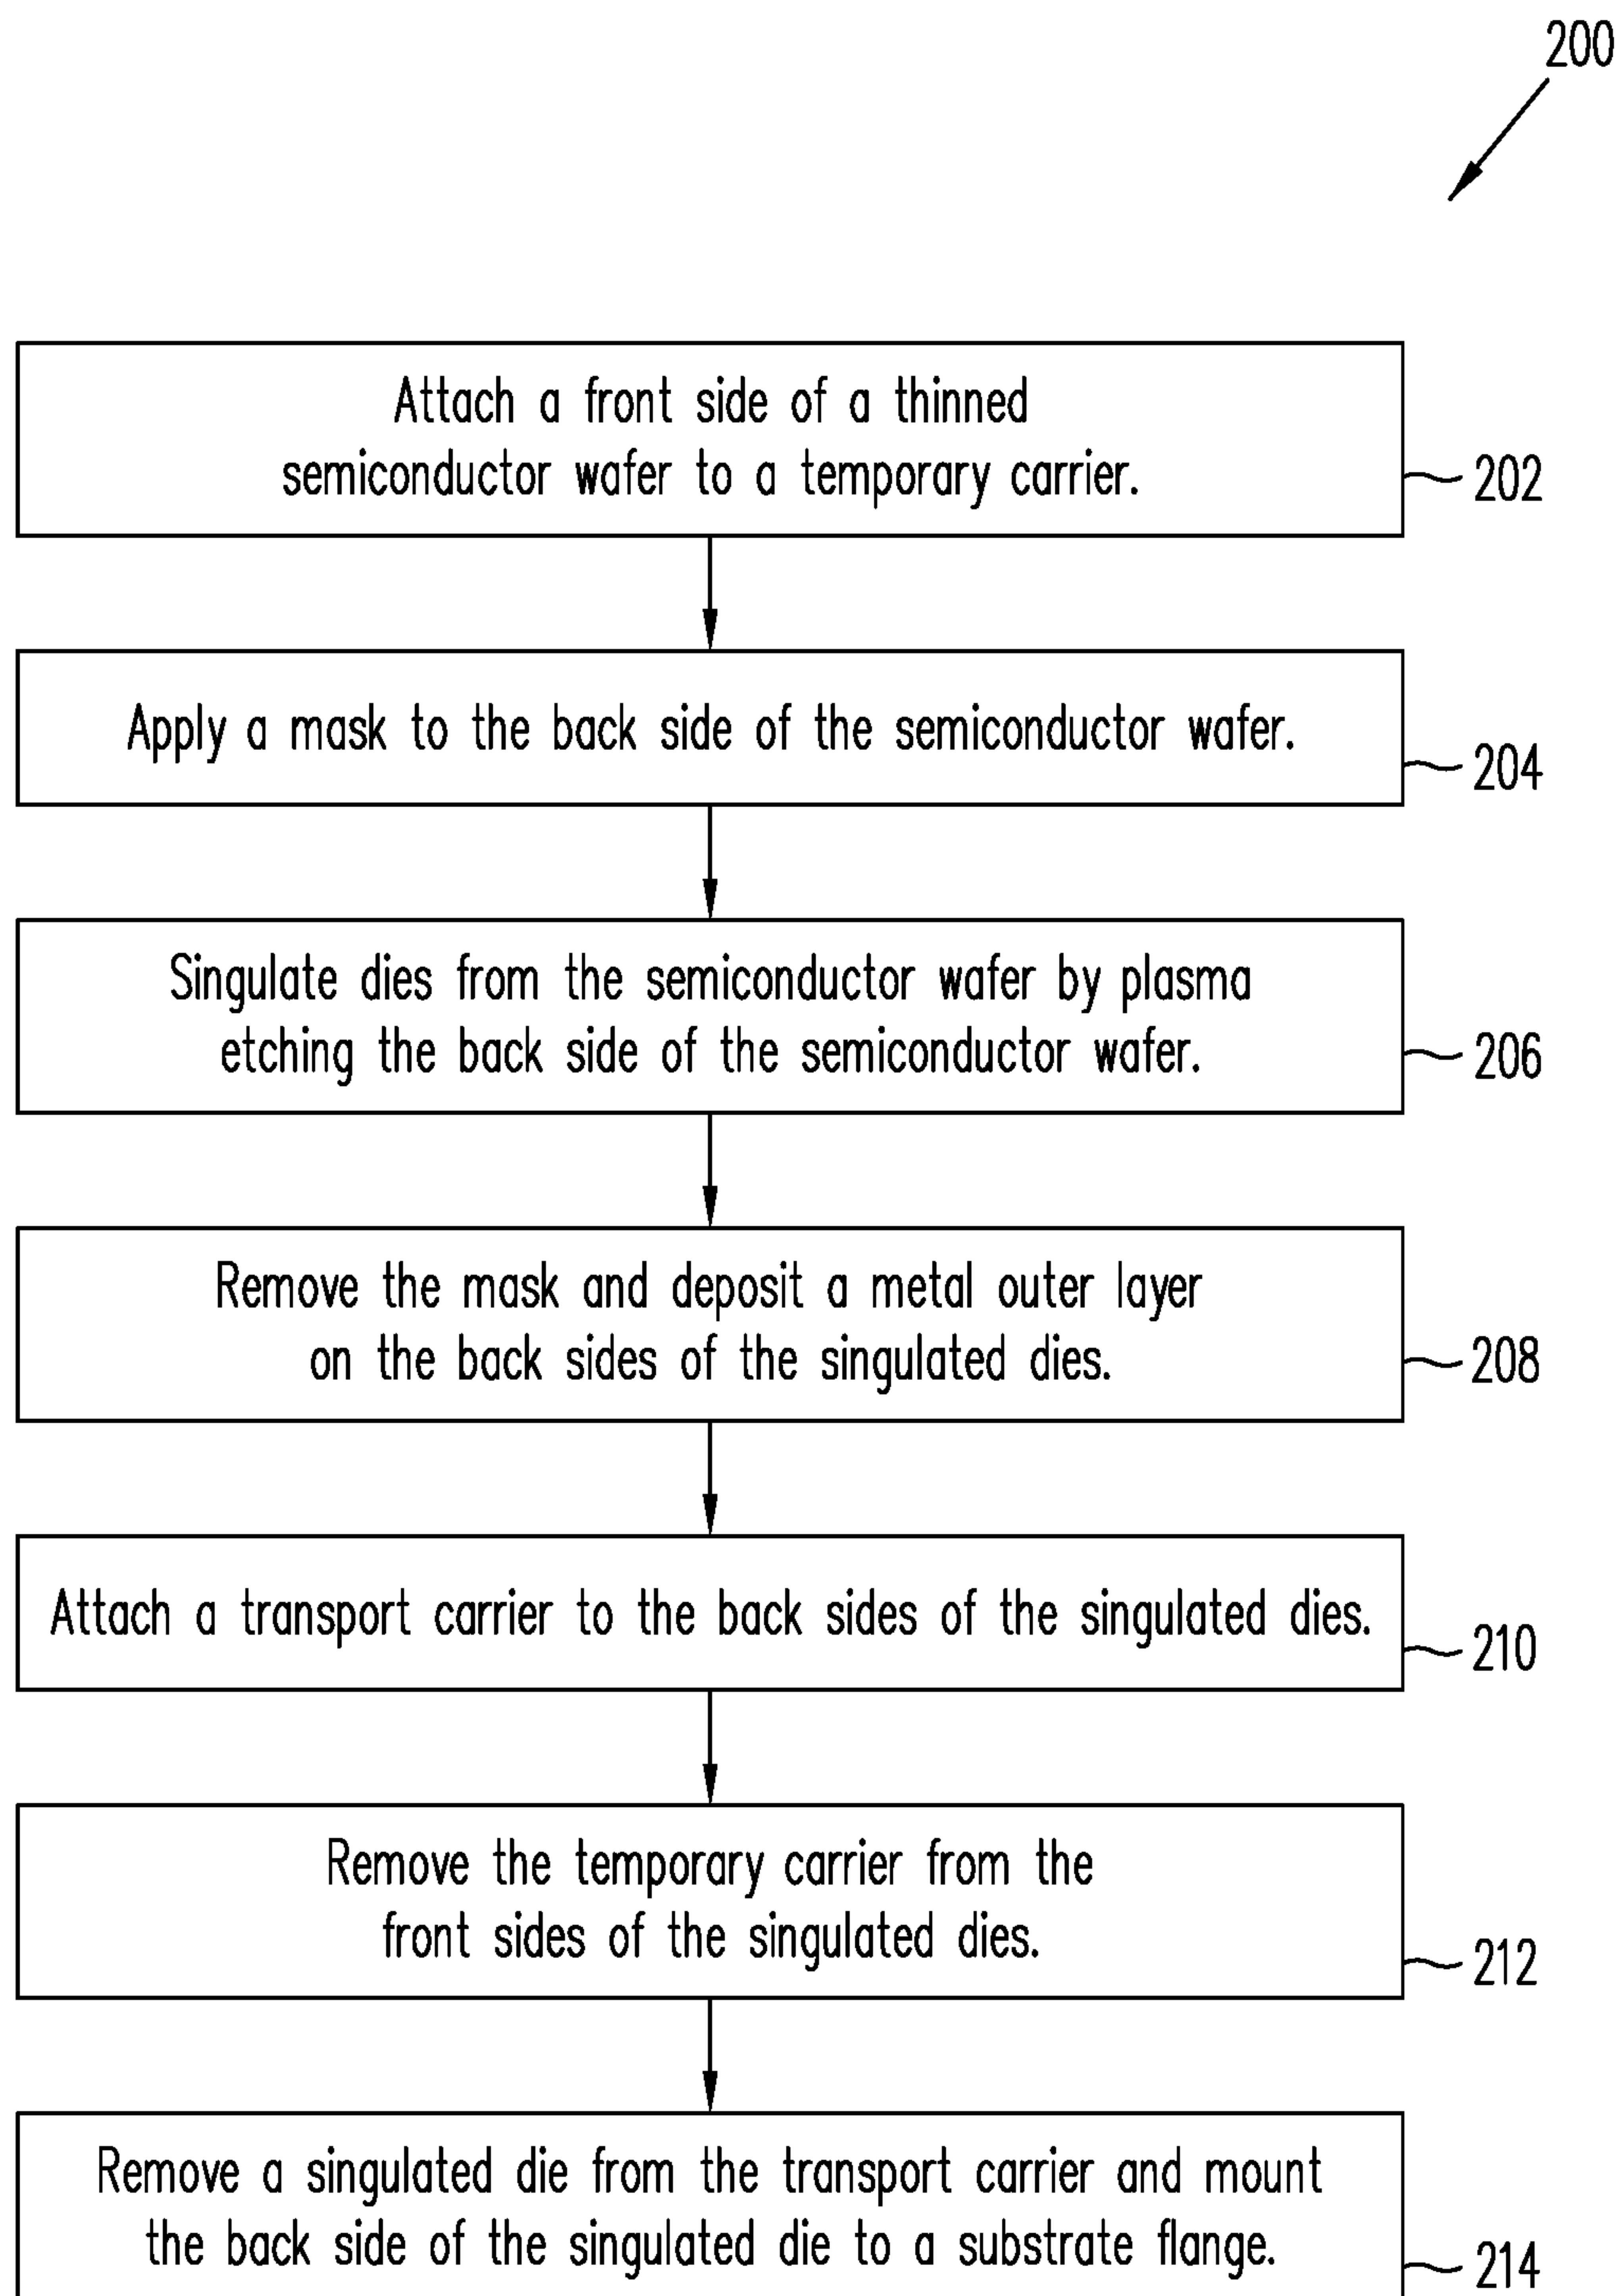 200
Attach a front side of a thinned
semiconductor wafer to a temporary carrier.
202
Apply a mask to the back side of the semiconductor wafer.
204
Singulate dies from the semiconductor wafer by plasma
etching the back side of the semiconductor wafer.
206
Remove the mask and deposit a metal outer layer
on the back sides of the singulated dies.
208
Attach a transport carrier to the back sides of the singulated dies.
210
Remove the temporary carrier from the
front sides of the singulated dies.
212
Remove a singulated die from the transport carrier and mount
the back side of the singulated die to a substrate flange.
214